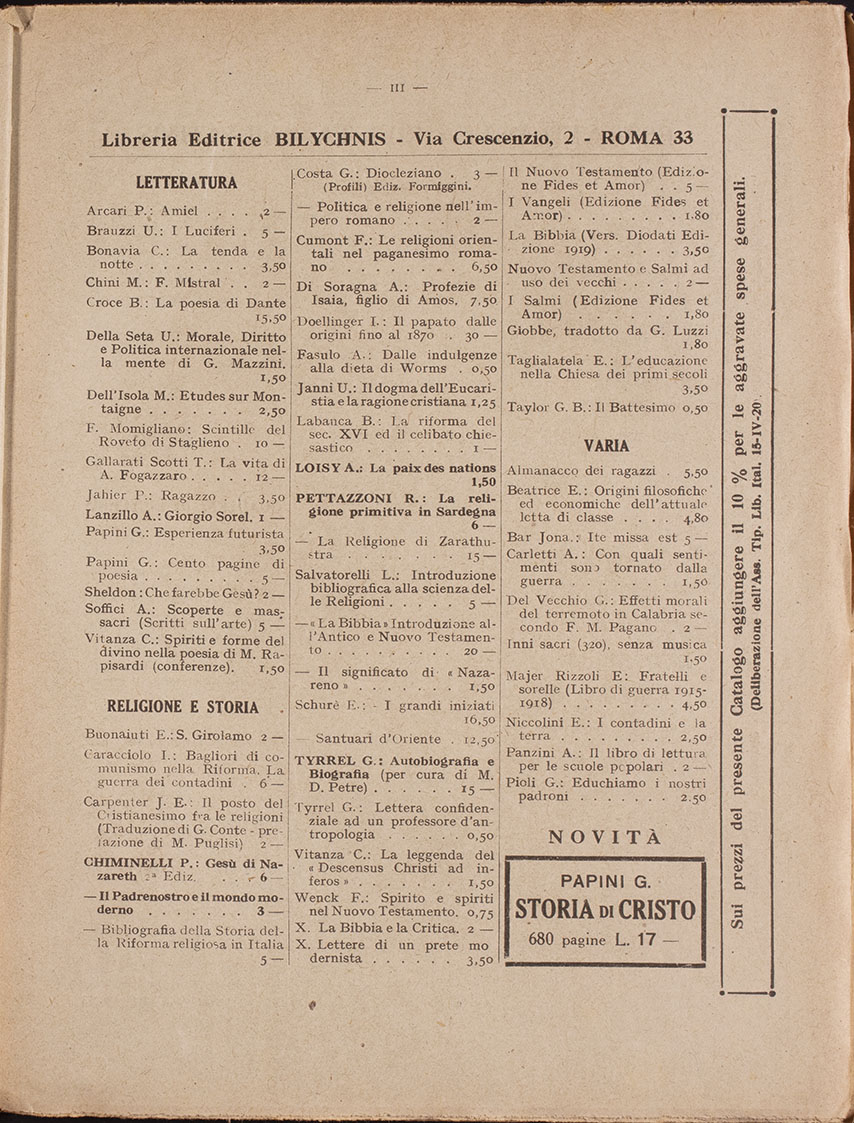 — III —
Libreria Editrice BILYCHNIS - Via Crescenzio, 2 - ROMA 33
LETTERATURA
Arcari P.: Amiel . . . . 2 —
Brauzzi U.: I Luciferi . 5 —
Bonavia C.: La tenda e la
notte . . . . . . . . . 3,50
Chini M.: F. Mistral . . 2 —
Croce B.: La poesia di Dante
15,50
Della Seta U.: Morale, Diritto
e Politica internazionale nel-
la mente di G. Mazzini.
1,50
Dell'Isola M.: Etudes sur Mon-
taigne . . . . . . . 2,50
F. Momigliano: Scintille del
Roveto di Staglieno . 10 —
Gallarati Scotti T.: La vita di
A. Fogazzaro . . . . . 12 —
Jahier P.: Ragazzo . . 3,50
Lanzillo A.: Giorgio Sorel. 1 —
Papini G.: Esperienza futurista
3,50
Papini G.: Cento pagine di
poesia . . . . . . . . . 5 —
Sheldon: Che farebbe Gesù? 2 —
Soffici A.: Scoperte e mas-
sacri (Scritti sull'arte) 5 —
Vitanza C.: Spiriti e forme del
divino nella poesia di M. Ra-
pisardi (conferenze). 1,50
RELIGIONE E STORIA
Buonaiuti E.: S. Girolamo 2 —
Caracciolo I.: Bagliori di co-
munismo nella Riforma. La
guerra dei contadini . 6 —
Carpenter J. E.: Il posto del
Cristianesimo fra le religioni
(Traduzione di G. Conte - pre-
fazione di M. Puglisi) 2 —
CHIMINELLI P.: Gesù di Na-
zareth 2ª Ediz. . . . 6 —
— Il Padrenostro e il mondo mo-
derno . . . . . . . 3 —
— Bibliografia della Storia del-
la Riforma religiosa in Italia
5 —
Costa G.: Diocleziano . 3 —
(Profili) Ediz. Formiggini.
— Politica e religione nell'im-
pero romano . . . . . 2 —
Cumont F.: Le religioni orien-
tali nel paganesimo roma-
no . . . . . . . . 6,50
Di Soragna A.: Profezie di
Isaia, figlio di Amos. 7,50
Doellinger I.: Il papato dalle
origini fino al 1870 . 30 —
Fasulo A.: Dalle indulgenze
alla dieta di Worms . 0,50
Janni U.: Il dogma dell'Eucari-
stia e la ragione cristiana 1,25
Labanca B.: La riforma del
sec. XVI ed il celibato chie-
sastico . . . . . . . . 1 —
LOISY A.: La paix des nations
1,50
PETTAZZONI R.: La reli-
gione primitiva in Sardegna
6 —
— La Religione di Zarathu-
stra . . . . . . . . 15 —
Salvatorelli L.: Introduzione
bibliografica alla scienza del-
le Religioni . . . . . 5 —
— « La Bibbia » Introduzione al-
l'Antico e Nuovo Testamen-
to . . . . . . . . . 20 —
— Il significato di « Naza-
reno » . . . . . . . 1,50
Schurè E.: - I grandi iniziati
16,50
— Santuari d'Oriente . 12,50
TYRREL G.: Autobiografia e
Biografia (per cura di M.
D. Petre) . . . . . . 15 —
Tyrrel G.: Lettera confiden-
ziale ad un professore d'an-
tropologia . . . . . . 0,50
Vitanza C.: La leggenda del
« Descensus Christi ad in-
feros » . . . . . . . 1,50
Wenck F.: Spirito e spiriti
nel Nuovo Testamento. 0,75
X. La Bibbia e la Critica. 2 —
X. Lettere di un prete mo
dernista . . . . . . 3,50
Il Nuovo Testamento (Edizio-
ne Fides et Amor) . . 5 —
I Vangeli (Edizione Fides et
Amor) . . . . . . . . 1.80
La Bibbia (Vers. Diodati Edi-
zione 1919) . . . . . . 3,50
Nuovo Testamento e Salmi ad
uso dei vecchi . . . . . 2 —
I Salmi (Edizione Fides et
Amor) . . . . . . 1,80
Giobbe, tradotto da G. Luzzi
1,80
Taglialatela E.: L'educazione
nella Chiesa dei primi secoli
3,50
Taylor G. B.: Il Battesimo 0,50
VARIA
Almanacco dei ragazzi . 5,50
Beatrice E.: Origini filosofiche
ed economiche dell'attuale
lotta di classe . . . . 4,80
Bar Jona.: Ite missa est 5 —
Carletti A.: Con quali senti-
menti sono tornato dalla
guerra . . . . . . . . 1,50
Del Vecchio G.: Effetti morali
del terremoto in Calabria se-
condo F. M. Pagano . 2 —
Inni sacri (320), senza musica
1,50
Majer Rizzoli E: Fratelli e
sorelle (Libro di guerra 1915-
1918) . . . . . . . . 4,50
Niccolini E.: I contadini e la
terra . . . . . . . . . 2,50
Panzini A.: Il libro di lettura
per le scuole popolari . 2 —
Pioli G.: Educhiamo i nostri
padroni . . . . . . . 2.50
NOVITÀ
PAPINI G.
STORIA DI CRISTO
680 pagine L. 17 —
Sui prezzi del presente Catalogo aggiungere il 10 % per le aggravate spese generali.
(Deliberazione dell'Ass. Tip. Lib. Ital. 15-IV-20)